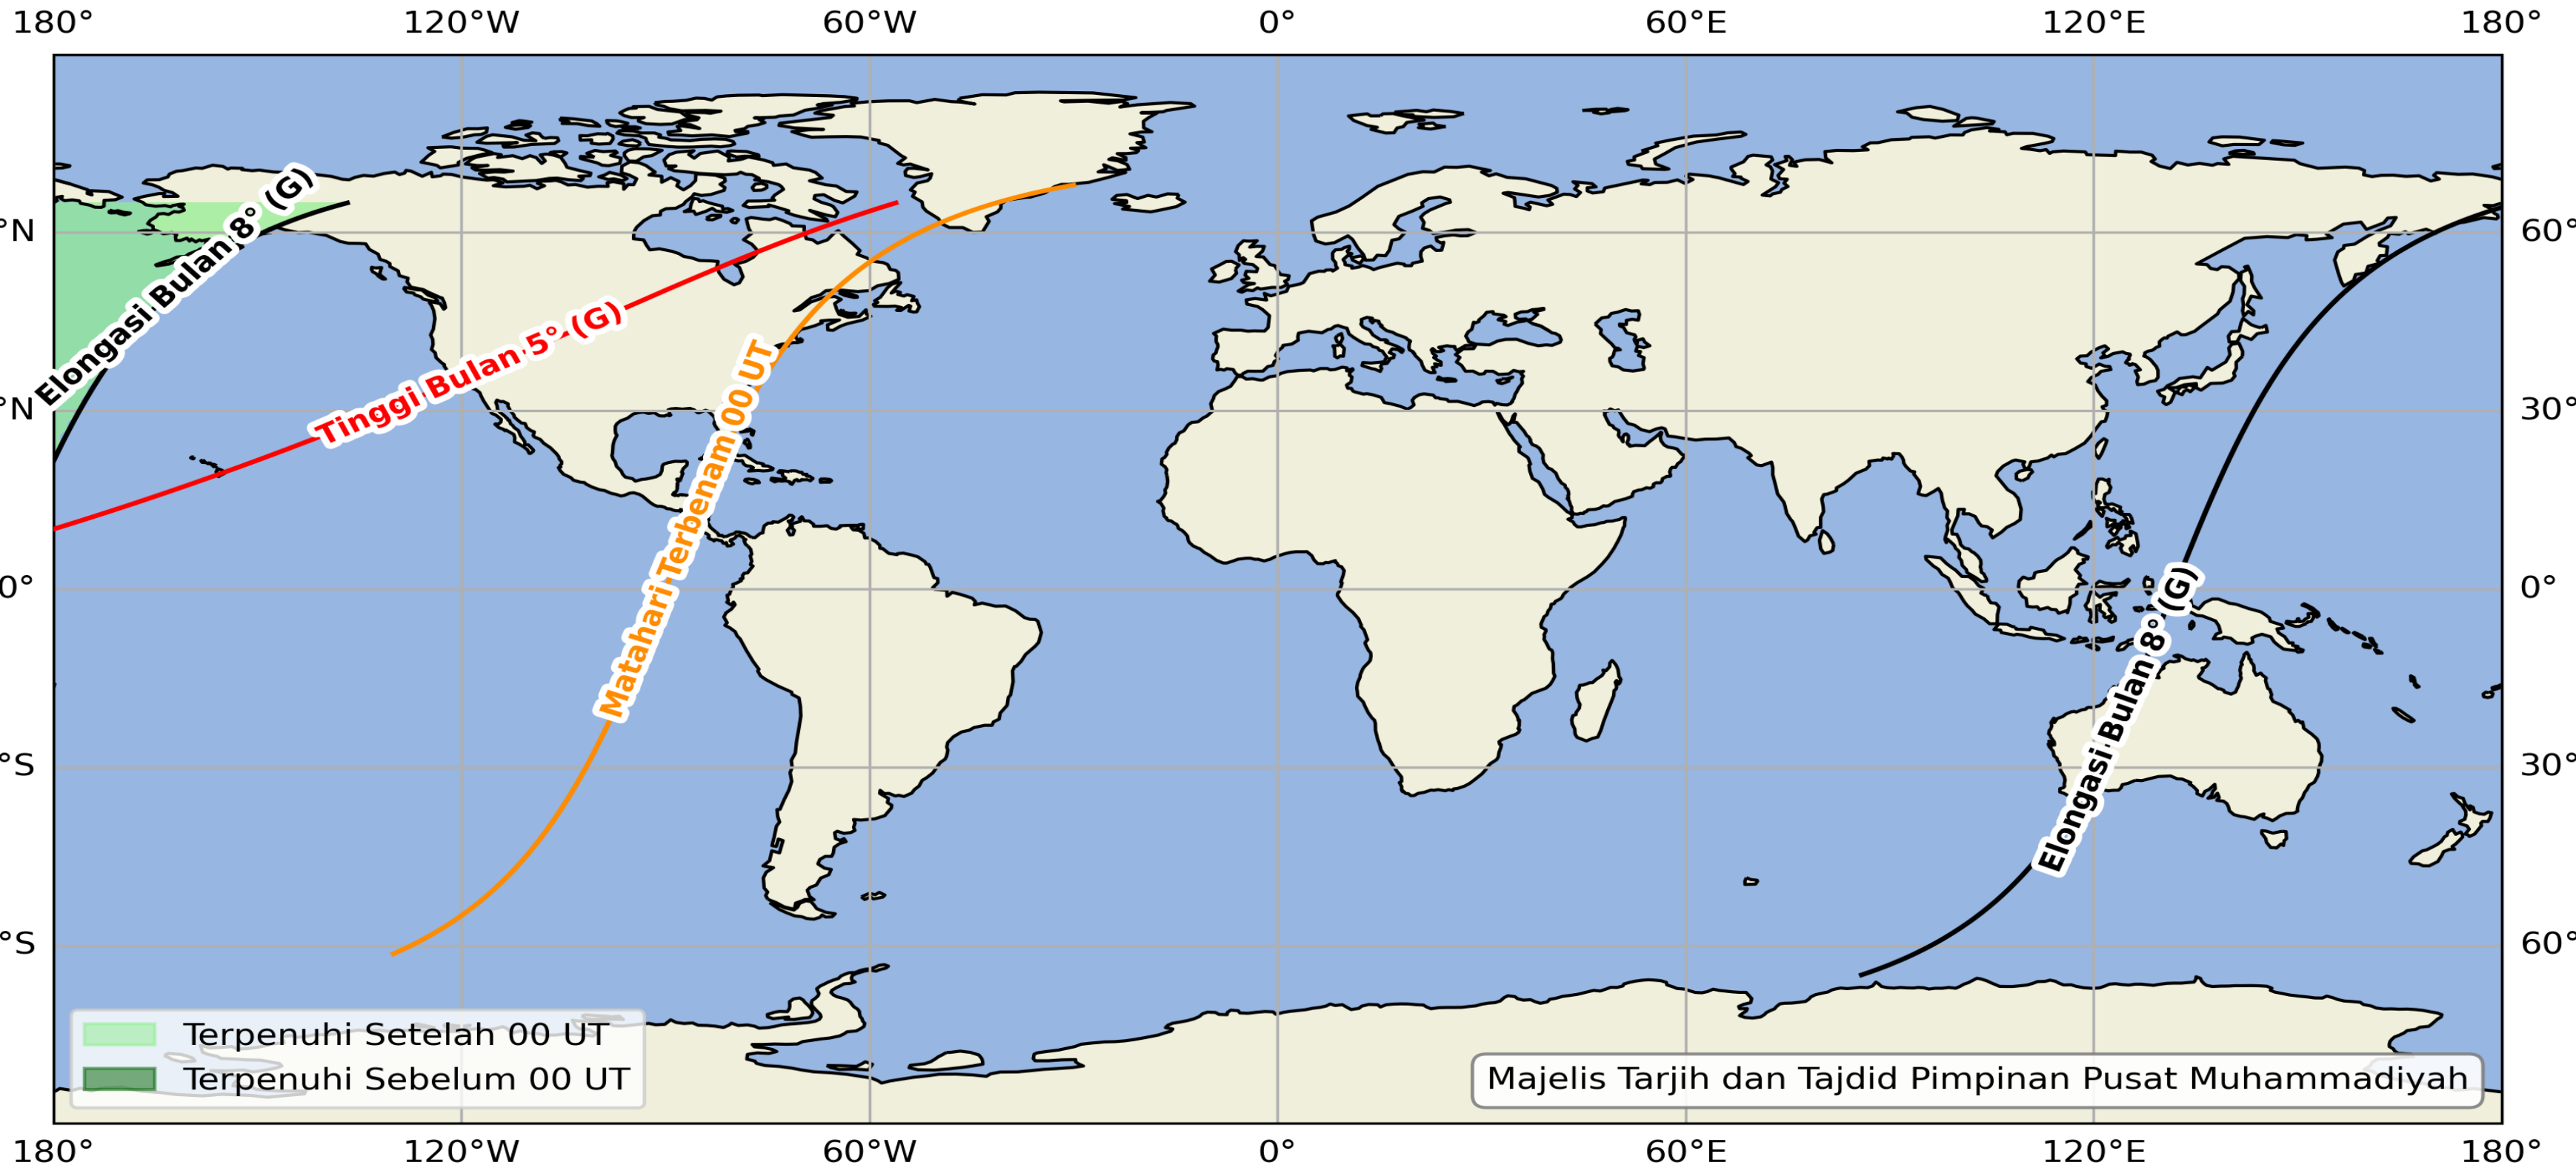 180° 120°W 60°W 0° 60°E 120°E 180°
Elongasi Bulan 8° (G)
°N 60°
Tinggi Bulan 5° (G)
Matahari Terbenam 00 UT
°N 30°
0° 0°
Elongasi Bulan 8° (G)
°S 30°
°S 60°
Terpenuhi Setelah 00 UT
Terpenuhi Sebelum 00 UT
Majelis Tarjih dan Tajdid Pimpinan Pusat Muhammadiyah
180° 120°W 60°W 0° 60°E 120°E 180°